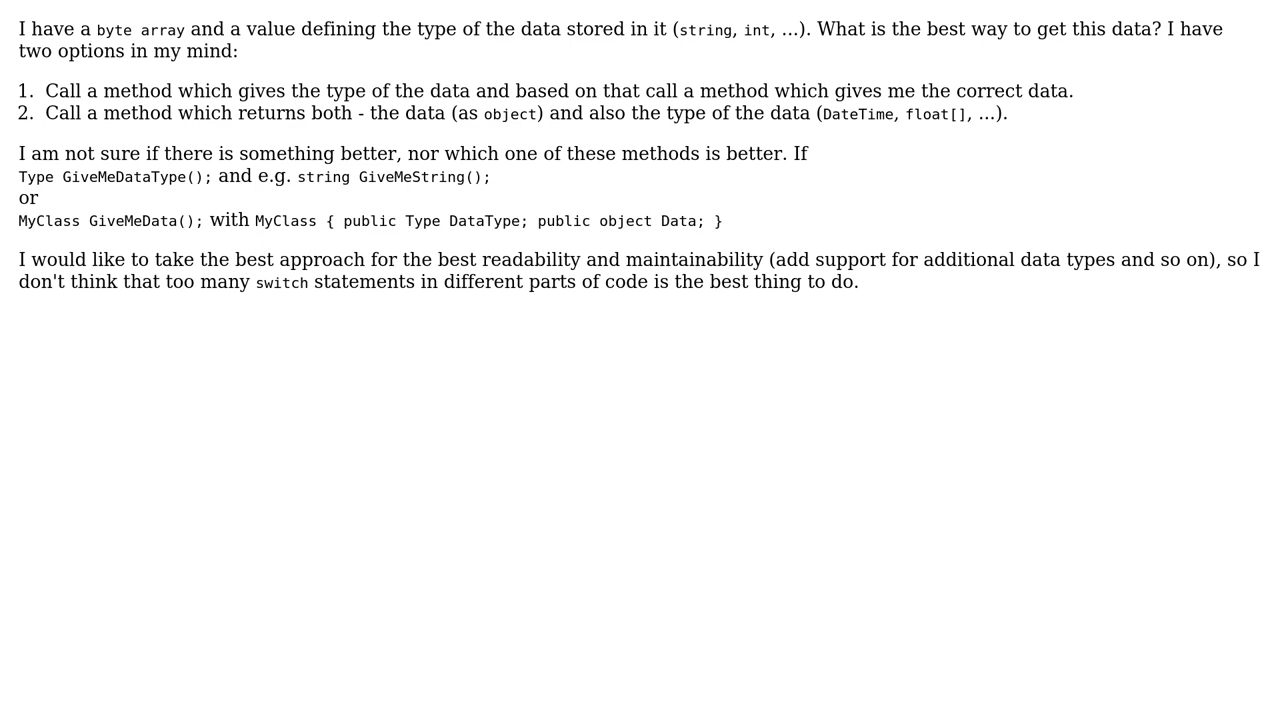 I have a byte array and a value defining the type of the data stored in it (string, int, ...). What is the best way to get this data? I have
two options in my mind:
1. Call a method which gives the type of the data and based on that call a method which gives me the correct data.
2. Call a method which returns both - the data (as object) and also the type of the data (DateTime, float[], ...).
I am not sure if there is something better, nor which one of these methods is better. If
Type GiveMeDataType(); and e.g. string GiveMeString();
or
MyClass GiveMeData(); with MyClass { public Type DataType; public object Data; }
I would like to take the best approach for the best readability and maintainability (add support for additional data types and so on), so I
don't think that too many switch statements in different parts of code is the best thing to do.